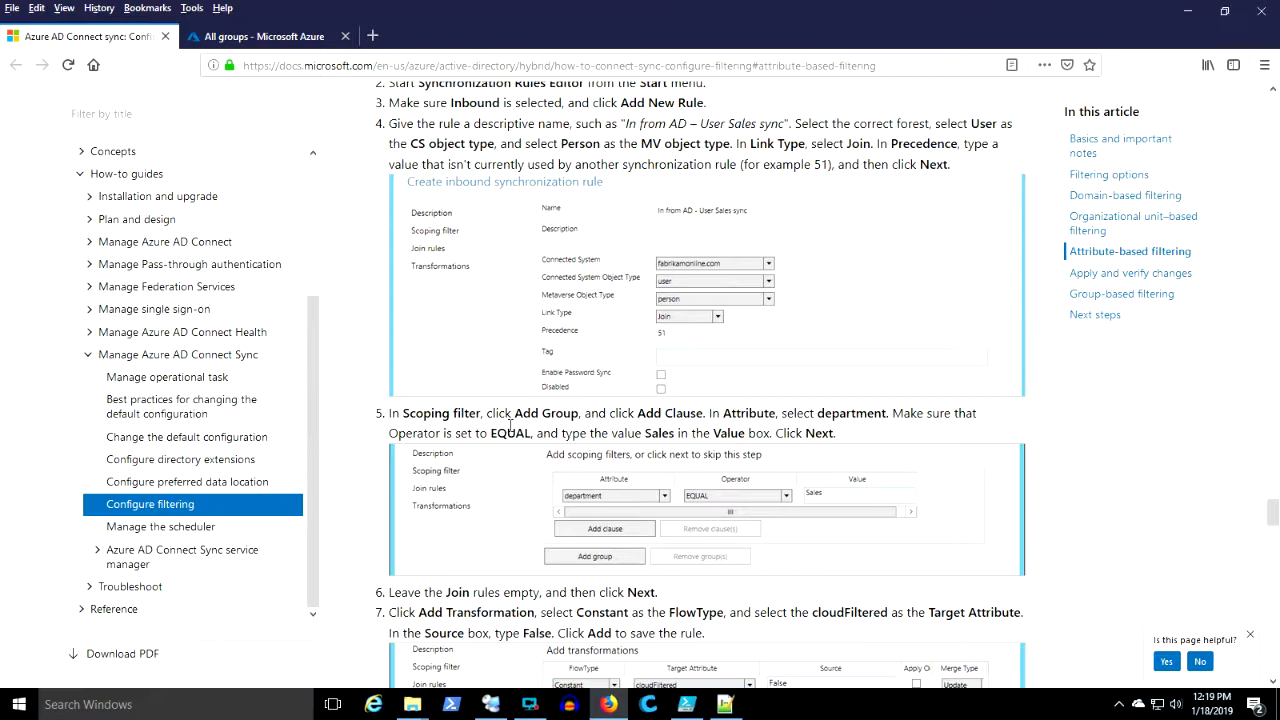 File Edit View History Bookmarks Tools Help
Azure AD Connect sync: Confi
All groups - Microsoft Azure
https://docs.microsoft.com/en-us/azure/active-directory/hybrid/how-to-connect-sync-configure-filtering#attribute-based-filtering
Filter by title
Concepts
How-to guides
Installation and upgrade
Plan and design
Manage Azure AD Connect
Manage Pass-through authentication
Manage Federation Services
Manage single sign-on
Manage Azure AD Connect Health
Manage Azure AD Connect Sync
Manage operational task
Best practices for changing the
default configuration
Change the default configuration
Configure directory extensions
Configure preferred data location
Configure filtering
Manage the scheduler
Azure AD Connect Sync service
manager
Troubleshoot
Reference
Download PDF
2. Start Synchronization Rules Editor from the Start menu.
3. Make sure Inbound is selected, and click Add New Rule.
4. Give the rule a descriptive name, such as "In from AD – User Sales sync". Select the correct forest, select User as
the CS object type, and select Person as the MV object type. In Link Type, select Join. In Precedence, type a
value that isn't currently used by another synchronization rule (for example 51), and then click Next.
Create inbound synchronization rule
Description
Scoping filter
Join rules
Transformations
Name In from AD - User Sales sync
Description
Connected System fabrikamonline.com
Connected System Object Type user
Metaverse Object Type person
Link Type Join
Precedence 51
Tag
Enable Password Sync
Disabled
5. In Scoping filter, click Add Group, and click Add Clause. In Attribute, select department. Make sure that
Operator is set to EQUAL, and type the value Sales in the Value box. Click Next.
Description
Scoping filter
Join rules
Transformations
Add scoping filters, or click next to skip this step
Attribute Operator Value
department EQUAL Sales
Add clause Remove clause(s)
Add group Remove group(s)
6. Leave the Join rules empty, and then click Next.
7. Click Add Transformation, select Constant as the FlowType, and select the cloudFiltered as the Target Attribute.
In the Source box, type False. Click Add to save the rule.
Description
Scoping filter
Join rules
Add transformations
FlowType Target Attribute Source Apply O Merge Type
Constant cloudFiltered False Update
In this article
Basics and important
notes
Filtering options
Domain-based filtering
Organizational unit–based
filtering
Attribute-based filtering
Apply and verify changes
Group-based filtering
Next steps
Is this page helpful?
Yes No
Search Windows
12:19 PM
1/18/2019
2